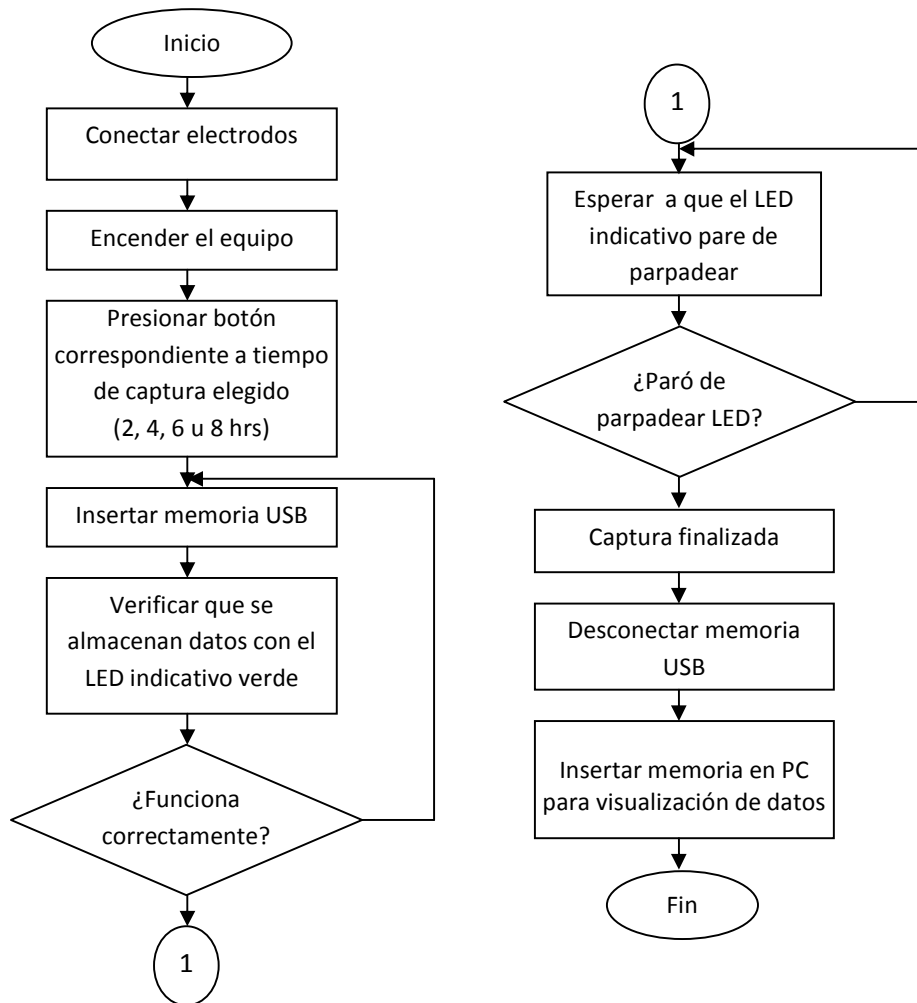 Inicio
Conectar electrodos
Encender el equipo
Presionar botón
correspondiente a tiempo
de captura elegido
(2, 4, 6 u 8 hrs)
Insertar memoria USB
Verificar que se
almacenan datos con el
LED indicativo verde
¿Funciona
correctamente?
1
1
Esperar a que el LED
indicativo pare de
parpadear
¿Paró de
parpadear LED?
Captura finalizada
Desconectar memoria
USB
Insertar memoria en PC
para visualización de datos
Fin